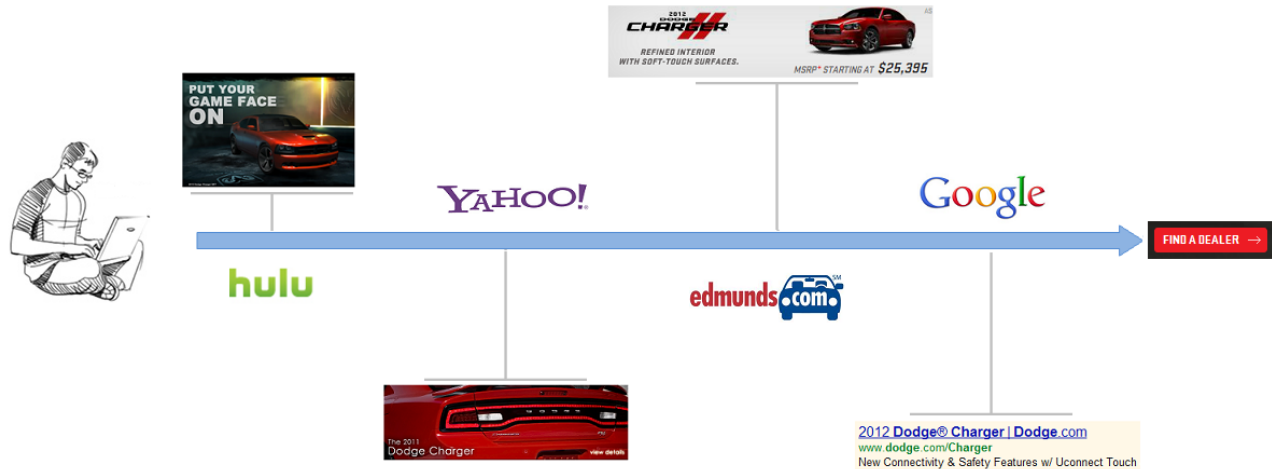 2012
DODGE
CHARGER
REFINED INTERIOR
WITH SOFT-TOUCH SURFACES.
MSRP* STARTING AT $25,395
PUT YOUR
GAME FACE
ON
YAHOO!
Google
FIND A DEALER →
hulu
edmunds.com SM
The 2011
Dodge Charger
view details
2012 Dodge® Charger | Dodge.com
www.dodge.com/Charger
New Connectivity & Safety Features w/ Uconnect Touch